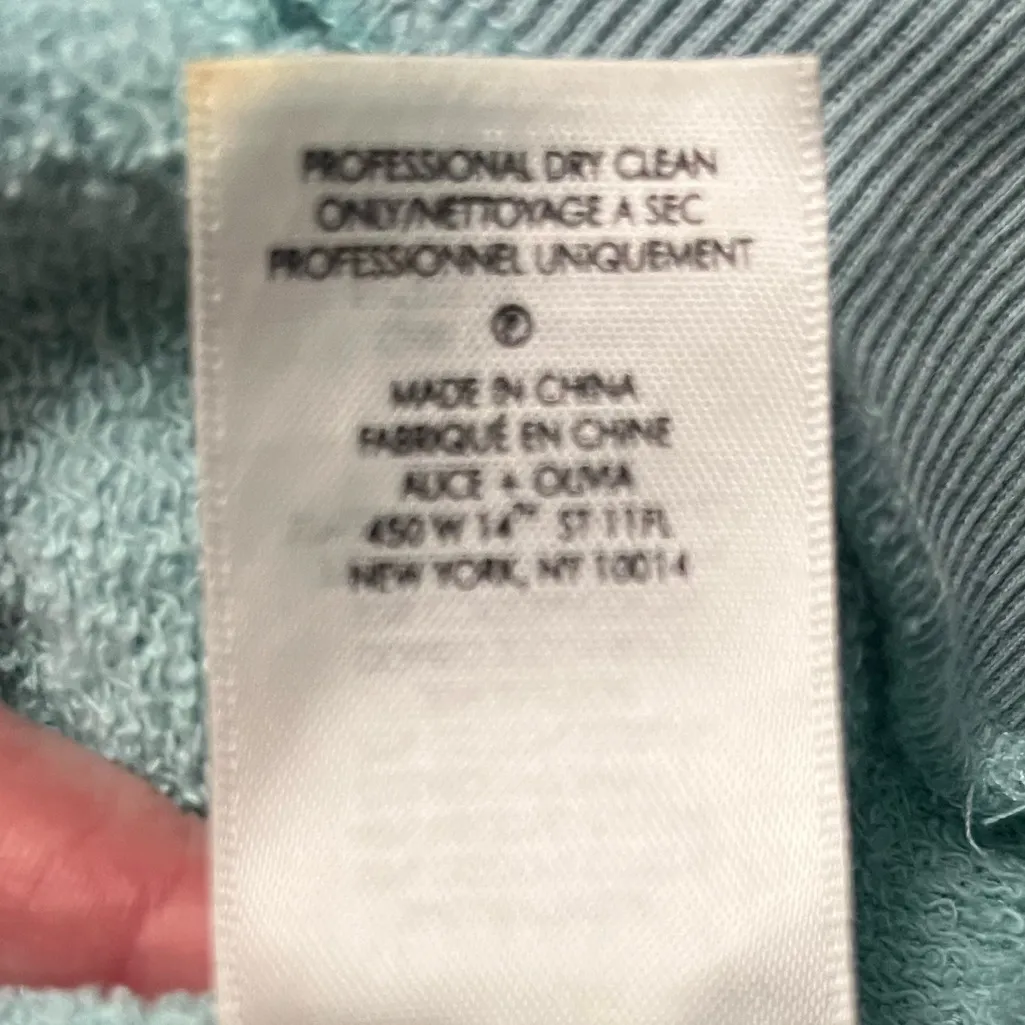 PROFESSIONAL DRY CLEAN
ONLY/NETTOYAGE A SEC
PROFESSIONNEL UNIQUEMENT
Ⓟ
MADE IN CHINA
FABRIQUÉ EN CHINE
ALICE + OLIVIA
450 W 14TH ST 11FL
NEW YORK, NY 10014